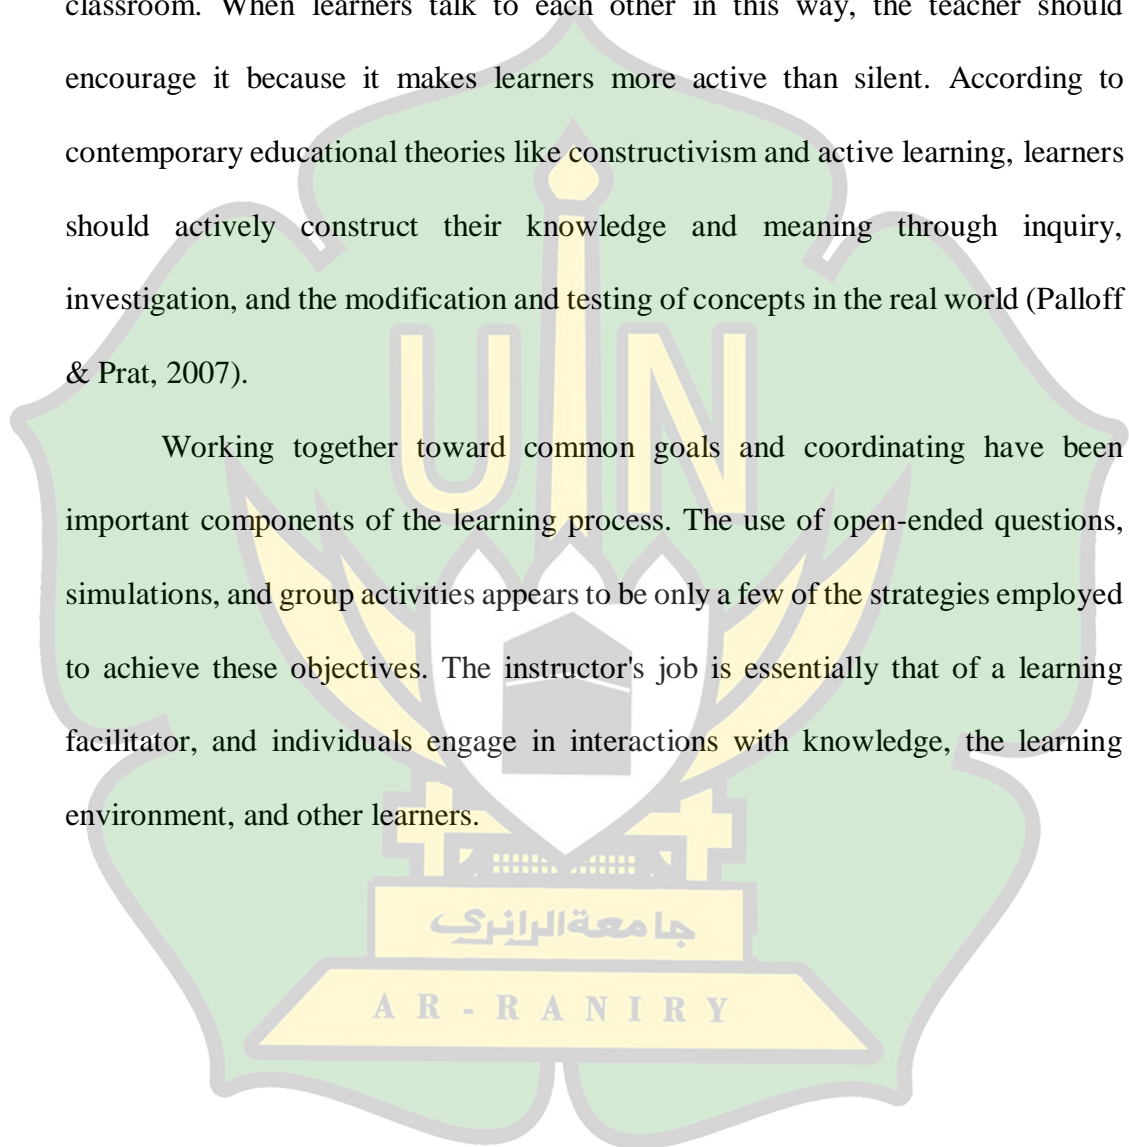 classroom. When learners talk to each other in this way, the teacher should
encourage it because it makes learners more active than silent. According to
contemporary educational theories like constructivism and active learning, learners
should actively construct their knowledge and meaning through inquiry,
investigation, and the modification and testing of concepts in the real world (Palloff
& Prat, 2007).
Working together toward common goals and coordinating have been
important components of the learning process. The use of open-ended questions,
simulations, and group activities appears to be only a few of the strategies employed
to achieve these objectives. The instructor's job is essentially that of a learning
facilitator, and individuals engage in interactions with knowledge, the learning
environment, and other learners.
UIN
جامعة الرانري
AR-RANIRY